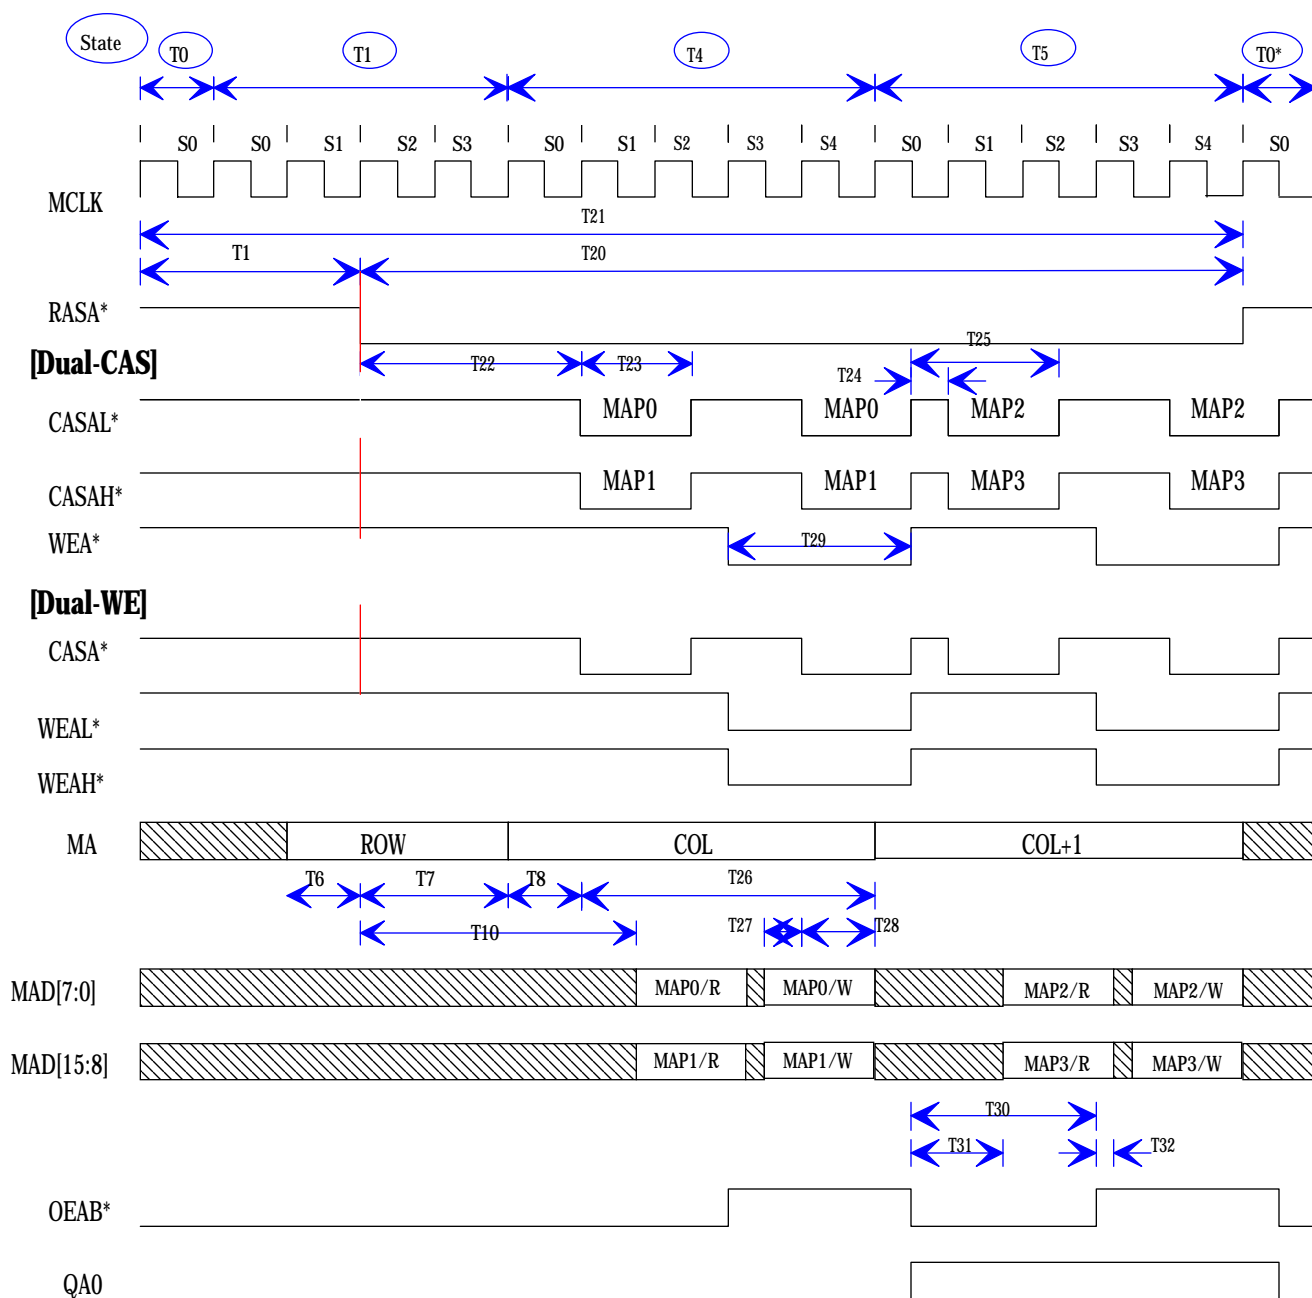 State T0 T1 T4 T5 T0*
S0 S0 S1 S2 S3 S0 S1 S2 S3 S4 S0 S1 S2 S3 S4 S0
MCLK
T21
T1 T20
RASA*
[Dual-CAS]
T22 T23 T24 T25
CASAL* MAP0 MAP0 MAP2 MAP2
CASAH* MAP1 MAP1 MAP3 MAP3
WEA* T29
[Dual-WE]
CASA*
WEAL*
WEAH*
MA ROW COL COL+1
T6 T7 T8 T26
T10 T27 T28
MAD[7:0] MAP0/R MAP0/W MAP2/R MAP2/W
MAD[15:8] MAP1/R MAP1/W MAP3/R MAP3/W
T30
T31 T32
OEAB*
QA0